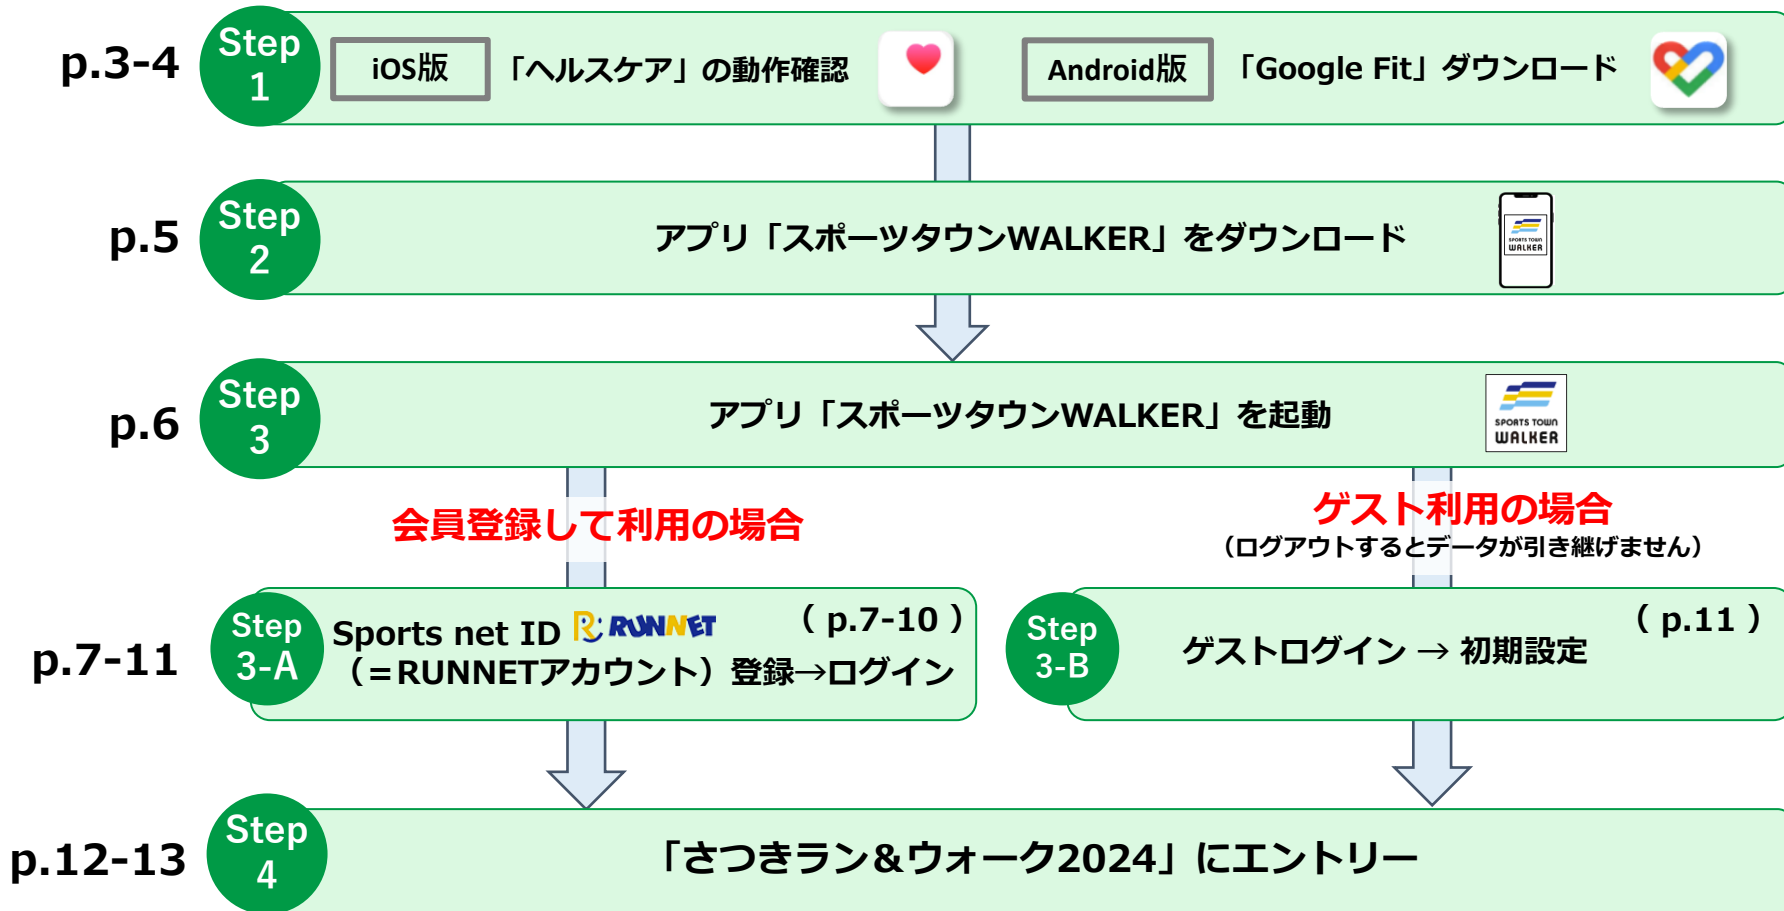 p.3-4
Step
1
iOS版
「ヘルスケア」の動作確認
Android版
「Google Fit」ダウンロード
p.5
Step
2
アプリ「スポーツタウンWALKER」をダウンロード
SPORTS TOWN
WALKER
p.6
Step
3
アプリ「スポーツタウンWALKER」を起動
SPORTS TOWN
WALKER
会員登録して利用の場合
ゲスト利用の場合
（ログアウトするとデータが引き継げません）
p.7-11
Step
3-A
Sports net ID RUNNET （ p.7-10 ）
（＝RUNNETアカウント）登録→ログイン
Step
3-B
（ p.11 ）
ゲストログイン → 初期設定
p.12-13
Step
4
「さつきラン＆ウォーク2024」にエントリー